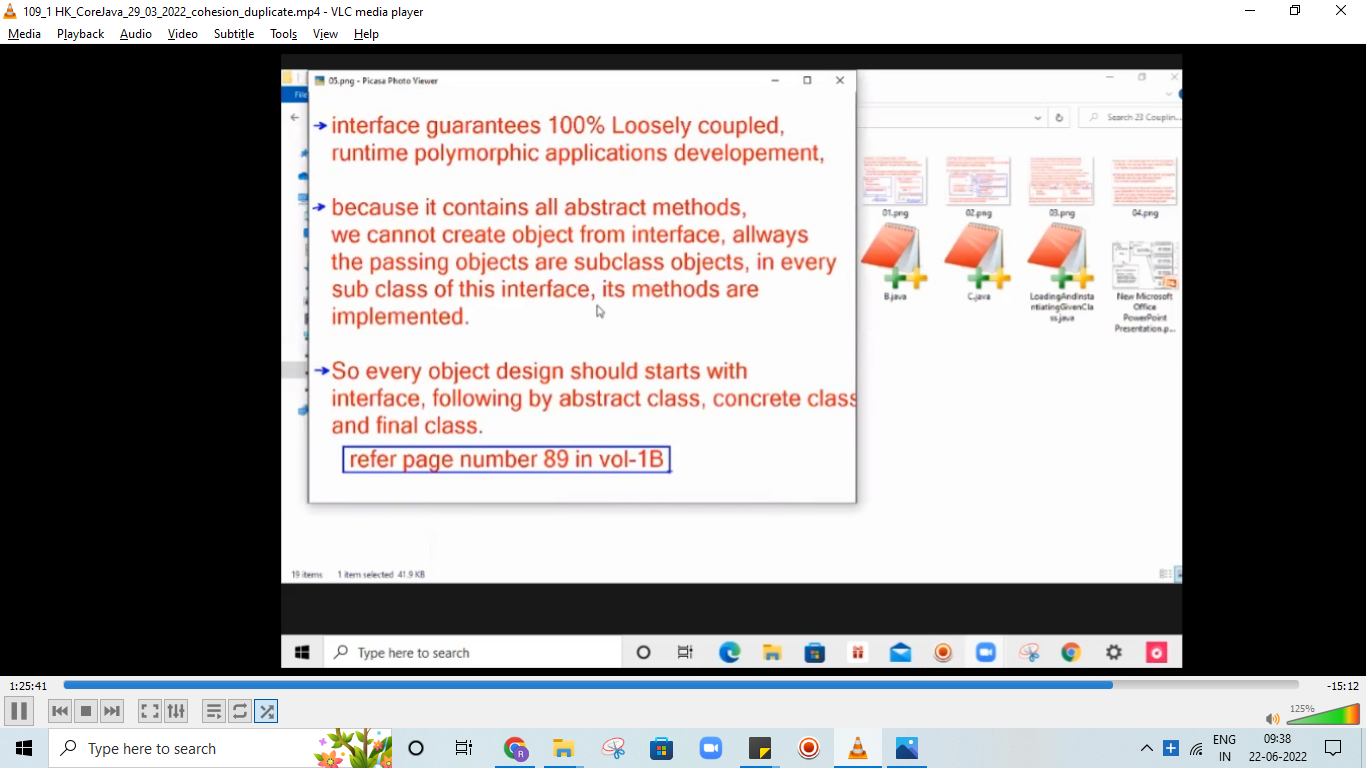 109_1 HK_CoreJava_29_03_2022_cohesion_duplicate.mp4 - VLC media player
Media Playback Audio Video Subtitle Tools View Help
05.png - Picasa Photo Viewer
File
Search 23 Couplin...
→ interface guarantees 100% Loosely coupled,
runtime polymorphic applications developement,
→ because it contains all abstract methods,
we cannot create object from interface, allways
the passing objects are subclass objects, in every
sub class of this interface, its methods are
implemented.
→ So every object design should starts with
interface, following by abstract class, concrete class
and final class.
refer page number 89 in vol-1B
01.png 02.png 03.png 04.png
B.java C.java LoadingAndInsta New Microsoft
ntiatingGivenCla Office
ss.java PowerPoint
Presentation.p...
19 items 1 item selected 41.9 KB
Type here to search
1:25:41 -15:12
125%
Type here to search
ENG 09:38
IN 22-06-2022